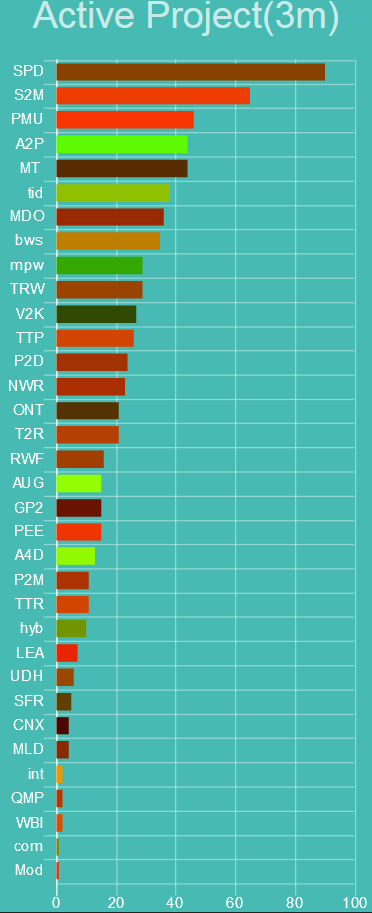 Active Project(3m)
SPD
S2M
PMU
A2P
MT
tid
MDO
bws
mpw
TRW
V2K
TTP
P2D
NWR
ONT
T2R
RWF
AUG
GP2
PEE
A4D
P2M
TTR
hyb
LEA
UDH
SFR
CNX
MLD
int
QMP
WBI
com
Mod
0 20 40 60 80 100